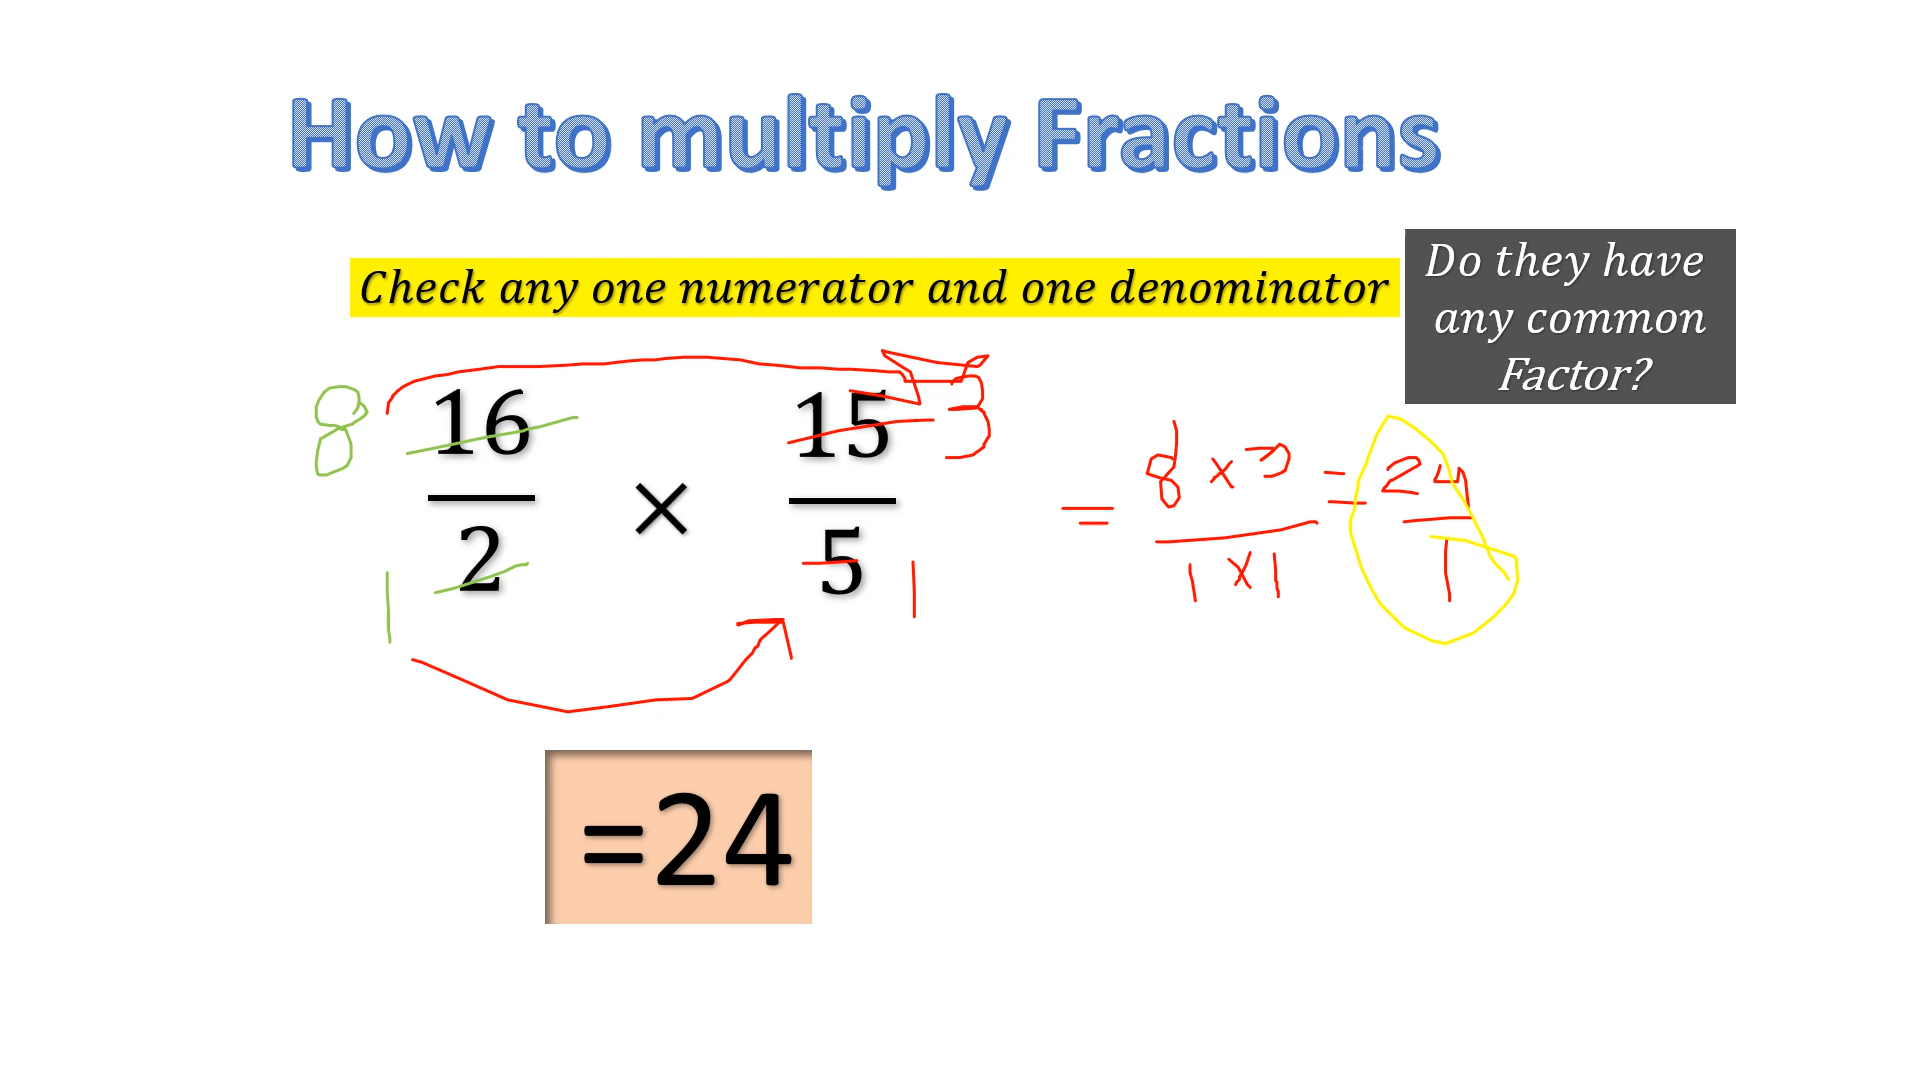 How to multiply Fractions
Check any one numerator and one denominator
Do they have
any common
Factor?
8 16 15 3
×
2 5
1 1
= 8 x 3 = 24
1 x 1 1
=24